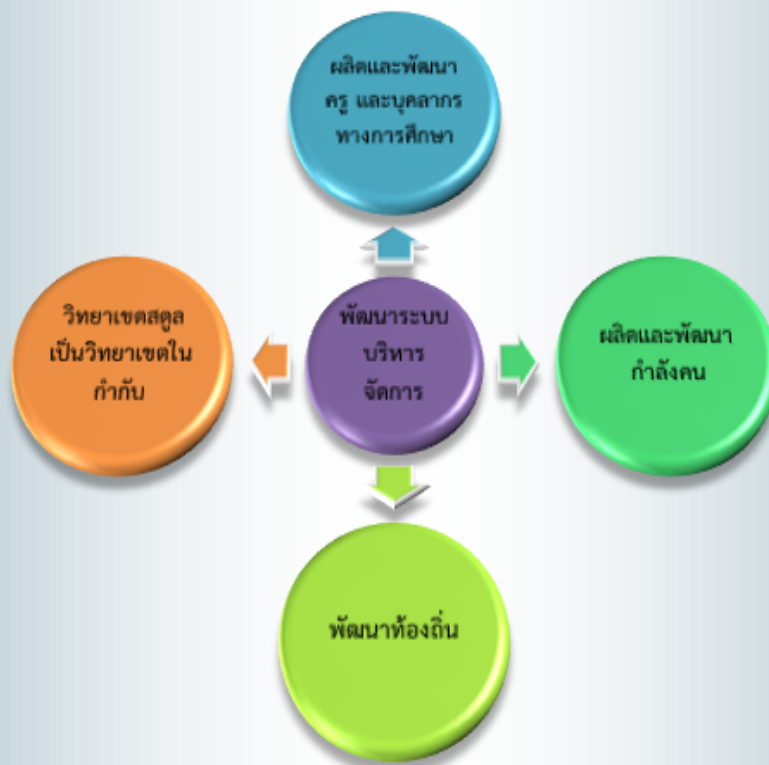 ผลิตและพัฒนา
ครู และบุคลากร
ทางการศึกษา
วิทยาเขตสตูล
เป็นวิทยาเขตใน
กำกับ
พัฒนาระบบ
บริหาร
จัดการ
ผลิตและพัฒนา
กำลังคน
พัฒนาท้องถิ่น